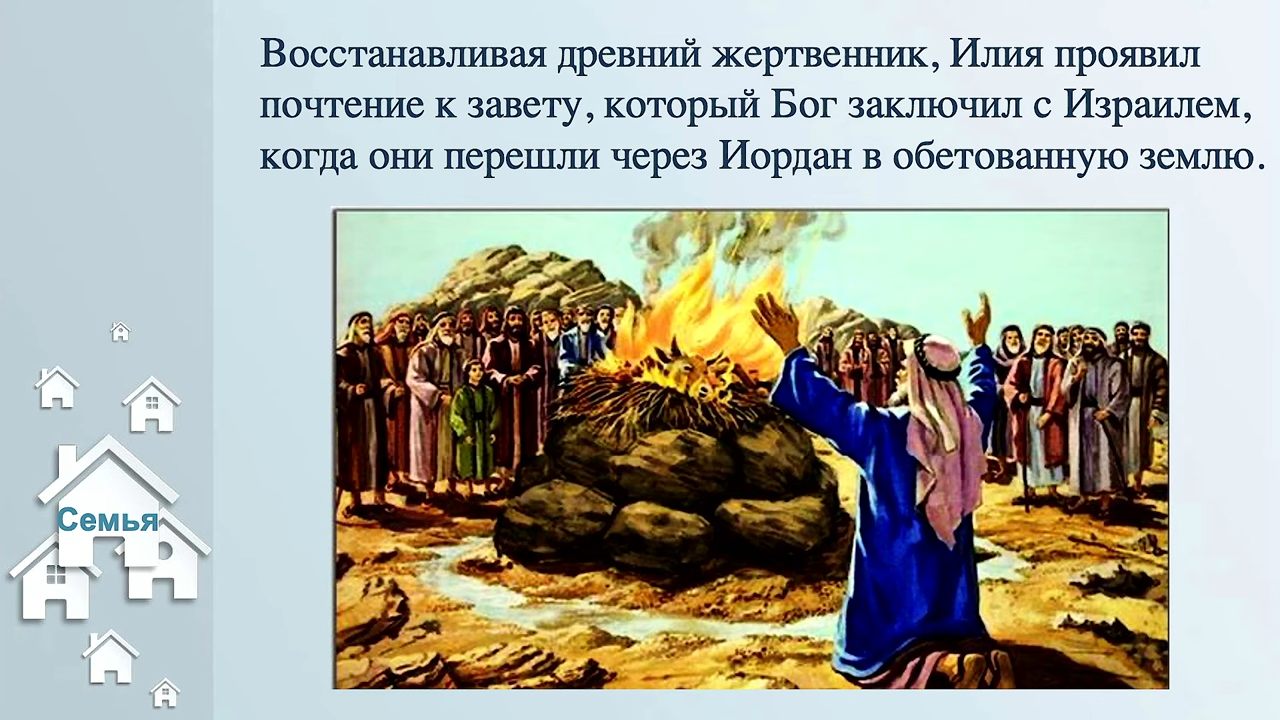 Восстанавливая древний жертвенник, Илия проявил
почтение к завету, который Бог заключил с Израилем,
когда они перешли через Иордан в обетованную землю.
Семья